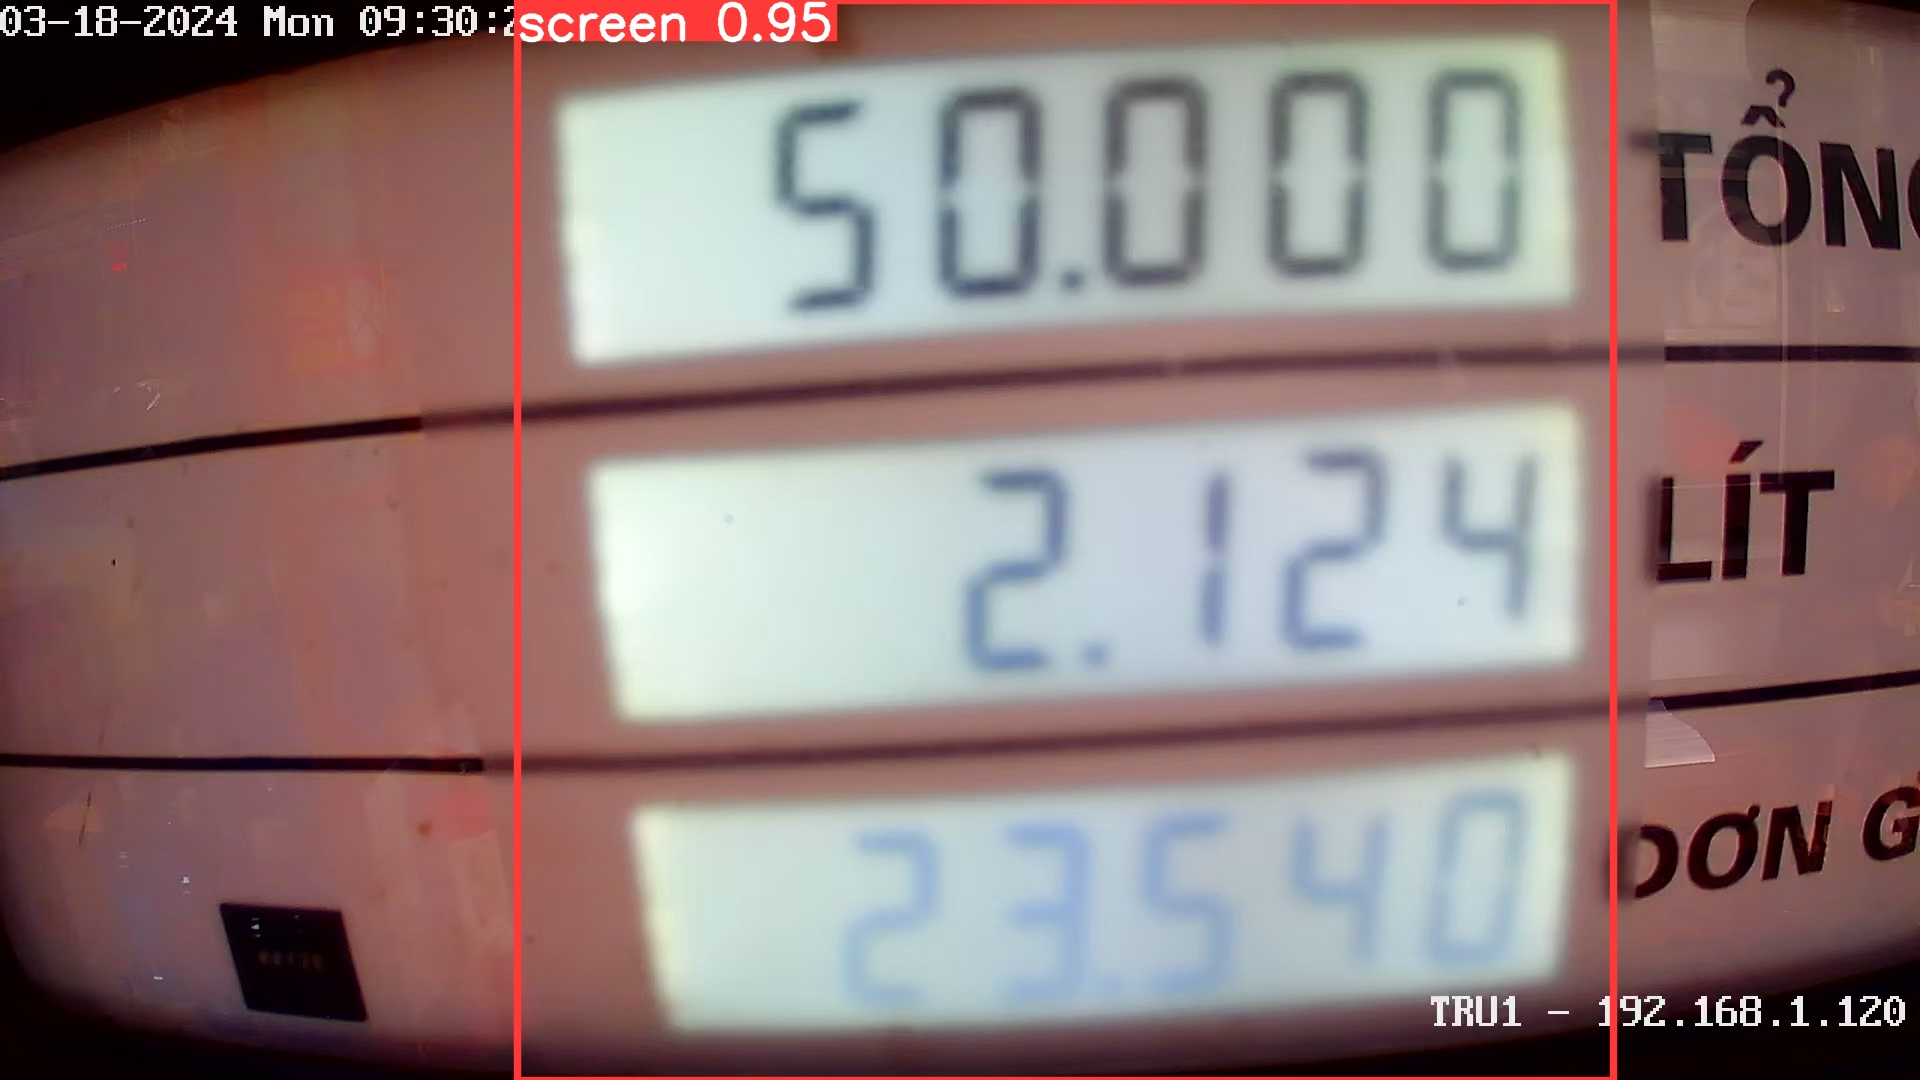 03-18-2024 Mon 09:30:2
screen 0.95
50.000
TỔN
2.124
LÍT
23.540
ĐƠN G
TRU1 - 192.168.1.120